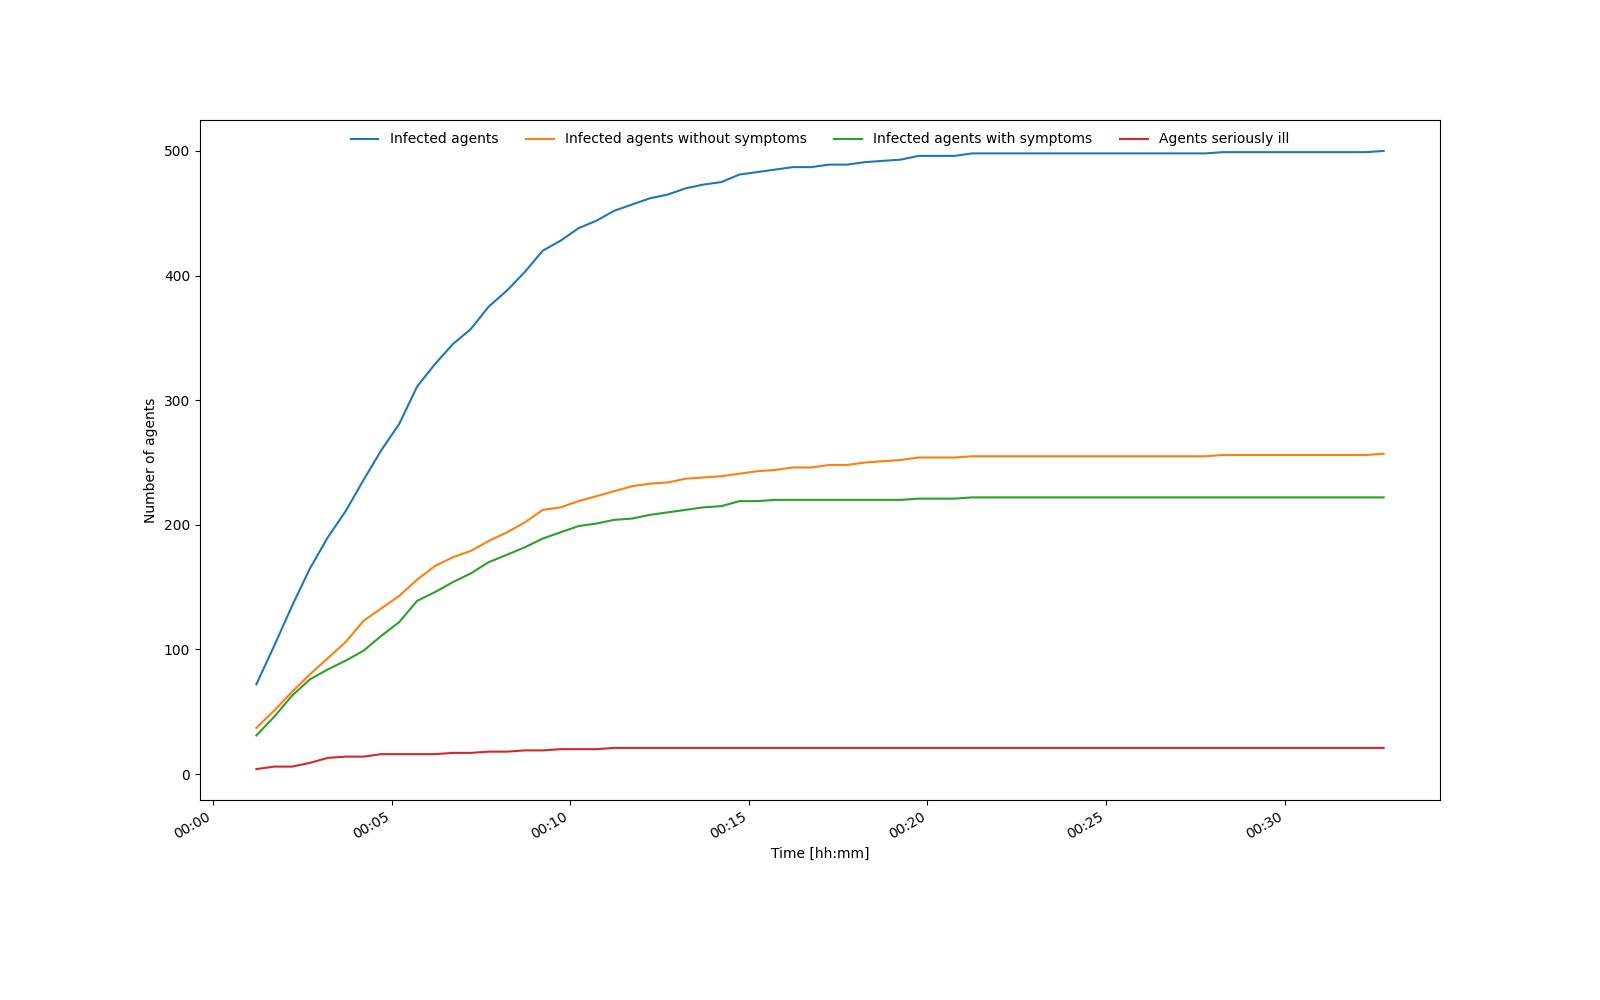 Infected agents Infected agents without symptoms Infected agents with symptoms Agents seriously ill
500
400
300
200
100
0
Number of agents
00:00 00:05 00:10 00:15 00:20 00:25 00:30
Time [hh:mm]